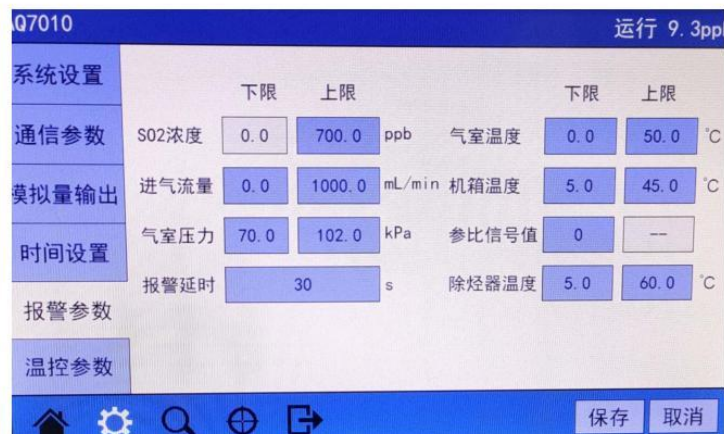 Q7010 运行 9.3pp
系统设置
通信参数
模拟量输出
时间设置
报警参数
温控参数
下限 上限 下限 上限
SO2浓度 0.0 700.0 ppb 气室温度 0.0 50.0 °C
进气流量 0.0 1000.0 mL/min 机箱温度 5.0 45.0 °C
气室压力 70.0 102.0 kPa 参比信号值 0 --
报警延时 30 s 除烃器温度 5.0 60.0 °C
保存 取消